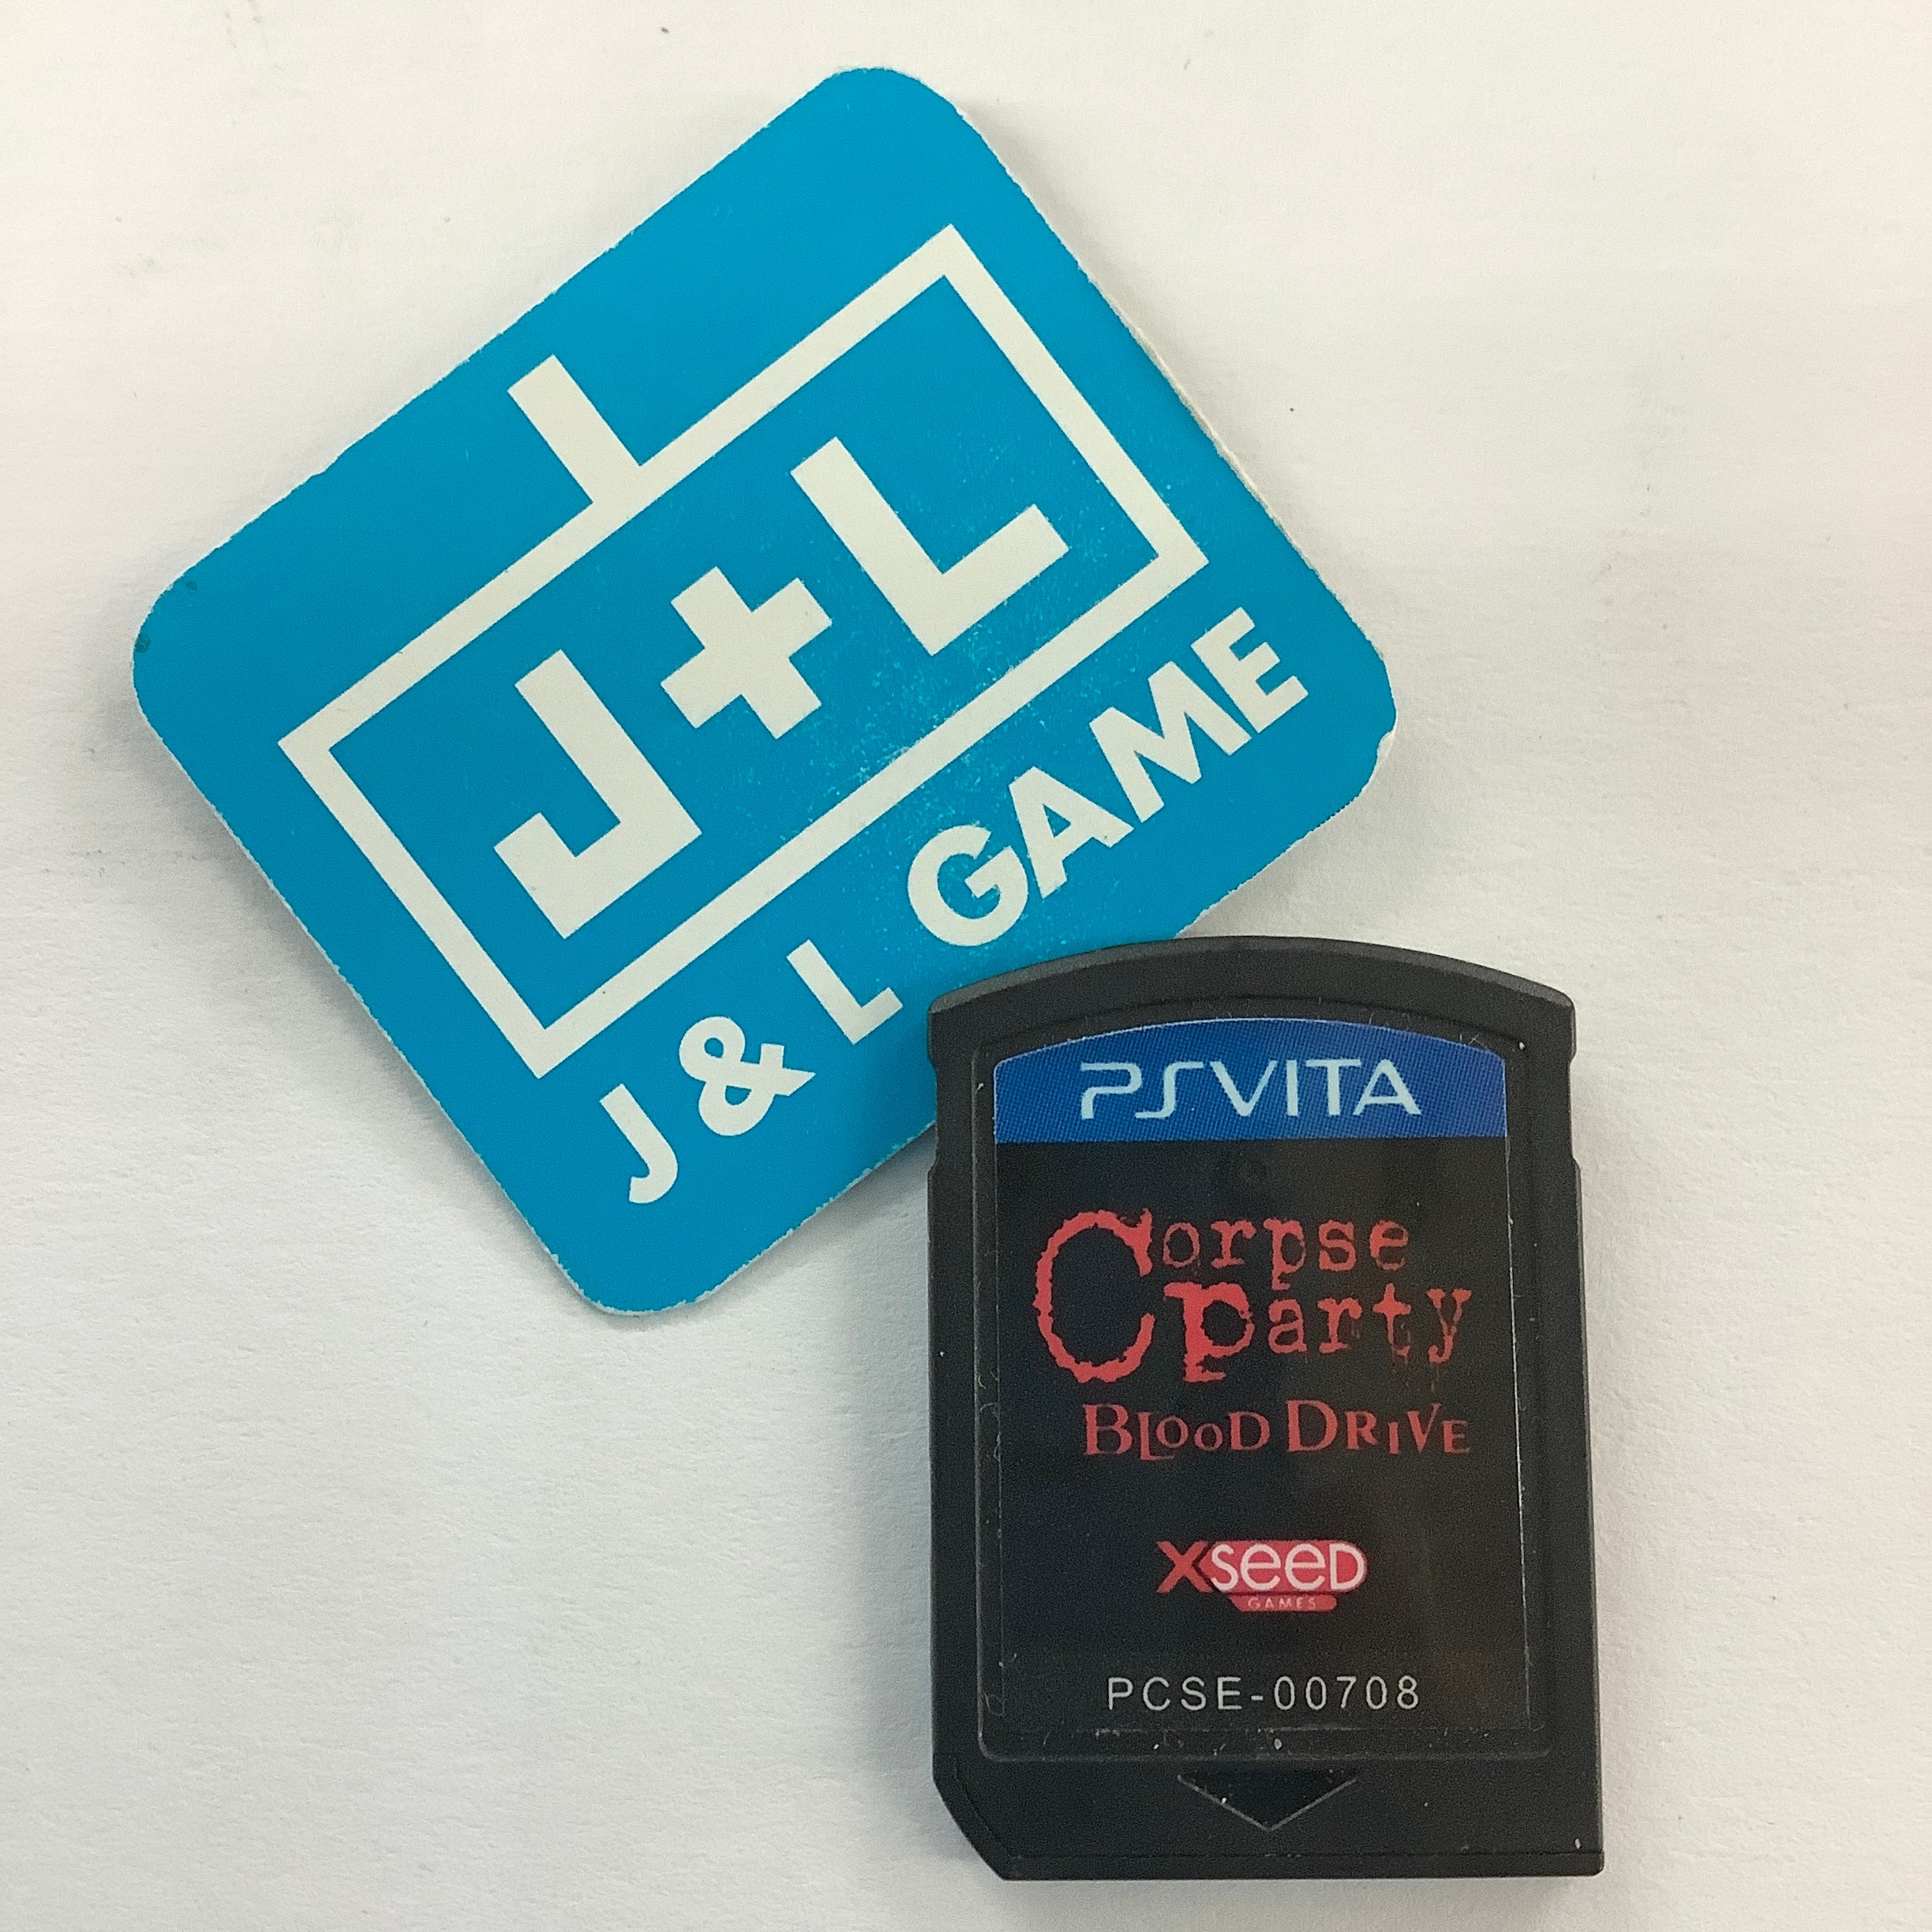 J+L
J & L GAME
PSVITA
Corpse
Party
BLOOD DRIVE
XSEED
GAMES
PCSE-00708